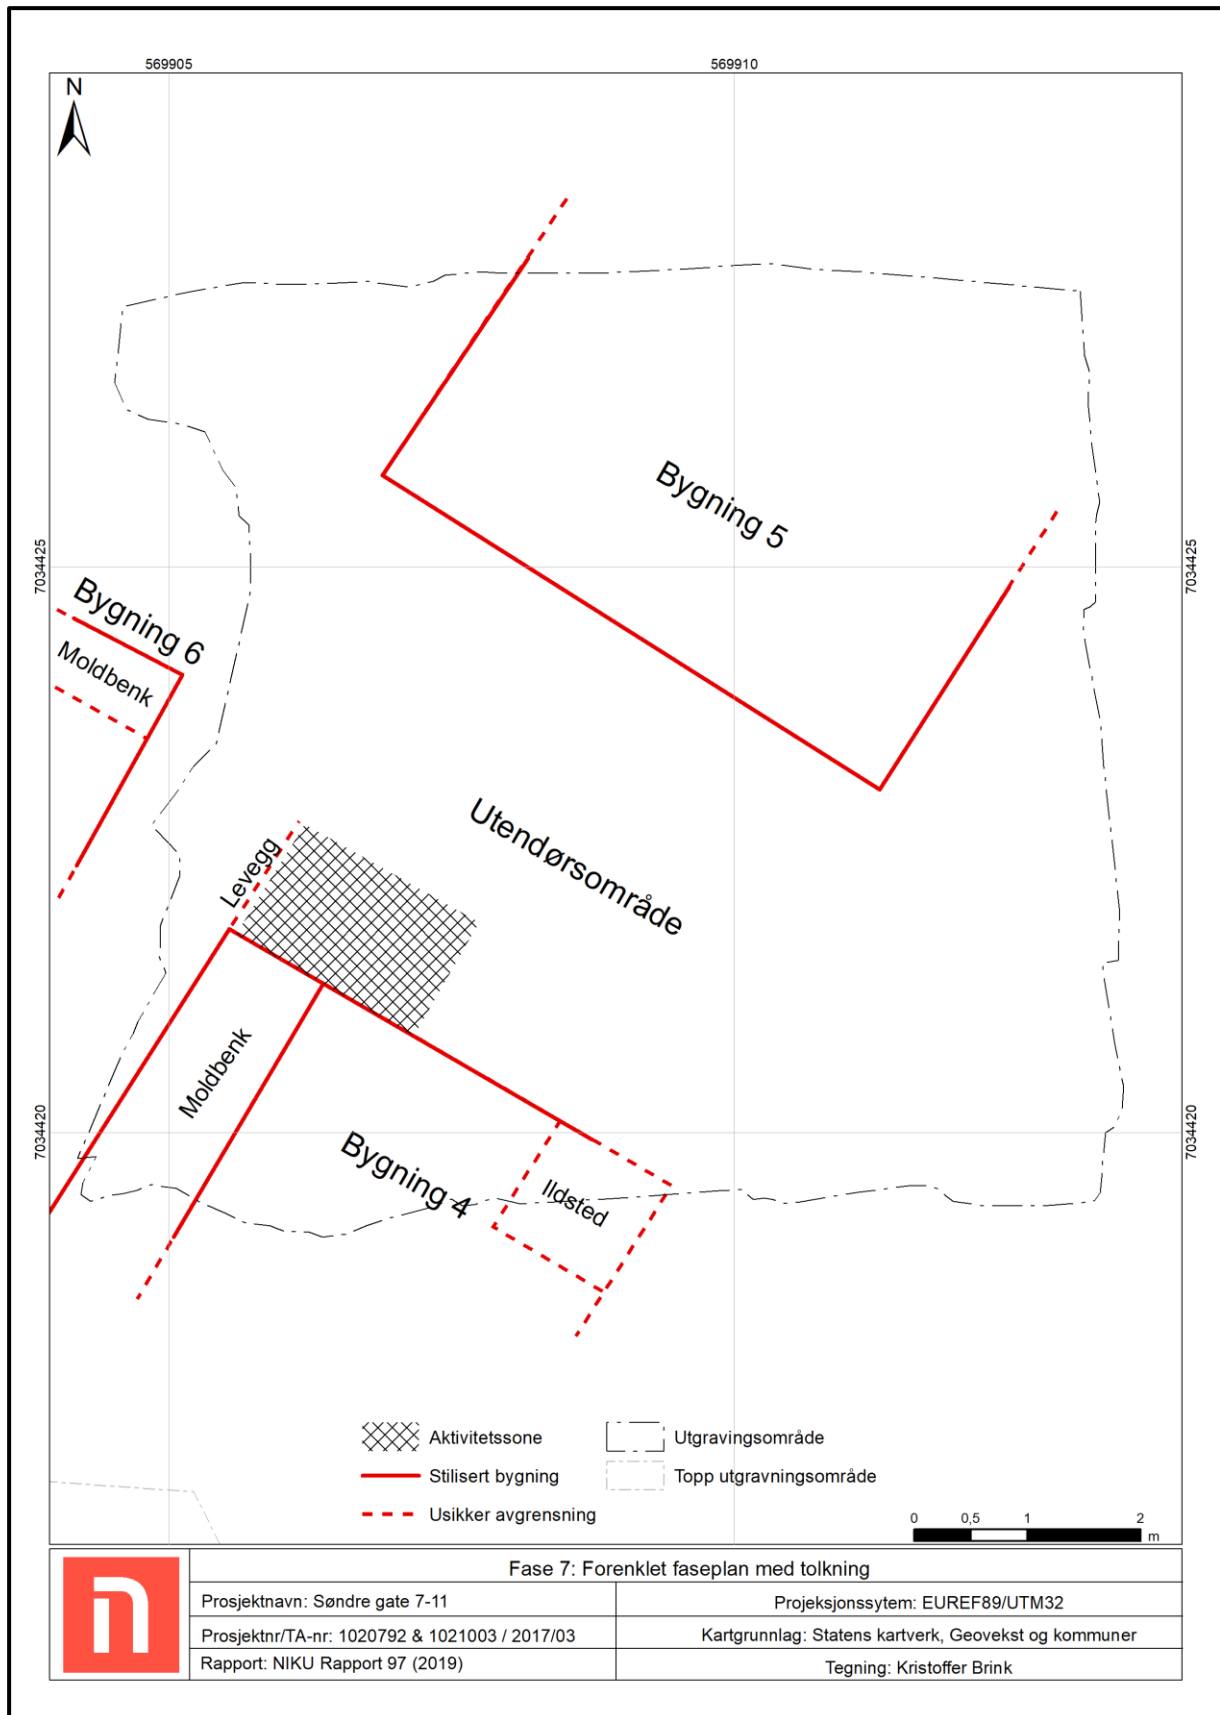 569905
569910
N
Bygning 5
7034425
7034425
Bygning 6
Moldbenk
Utendørsområde
Levegg
Moldbenk
7034420
7034420
Bygning 4
Ildsted
Aktivitetssone
Utgravingsområde
Stilisert bygning
Topp utgravningsområde
Usikker avgrensning
0 0,5 1 2
m
Fase 7: Forenklet faseplan med tolkning
Prosjektnavn: Søndre gate 7-11
Projeksjonssytem: EUREF89/UTM32
Prosjektnr/TA-nr: 1020792 & 1021003 / 2017/03
Kartgrunnlag: Statens kartverk, Geovekst og kommuner
Rapport: NIKU Rapport 97 (2019)
Tegning: Kristoffer Brink